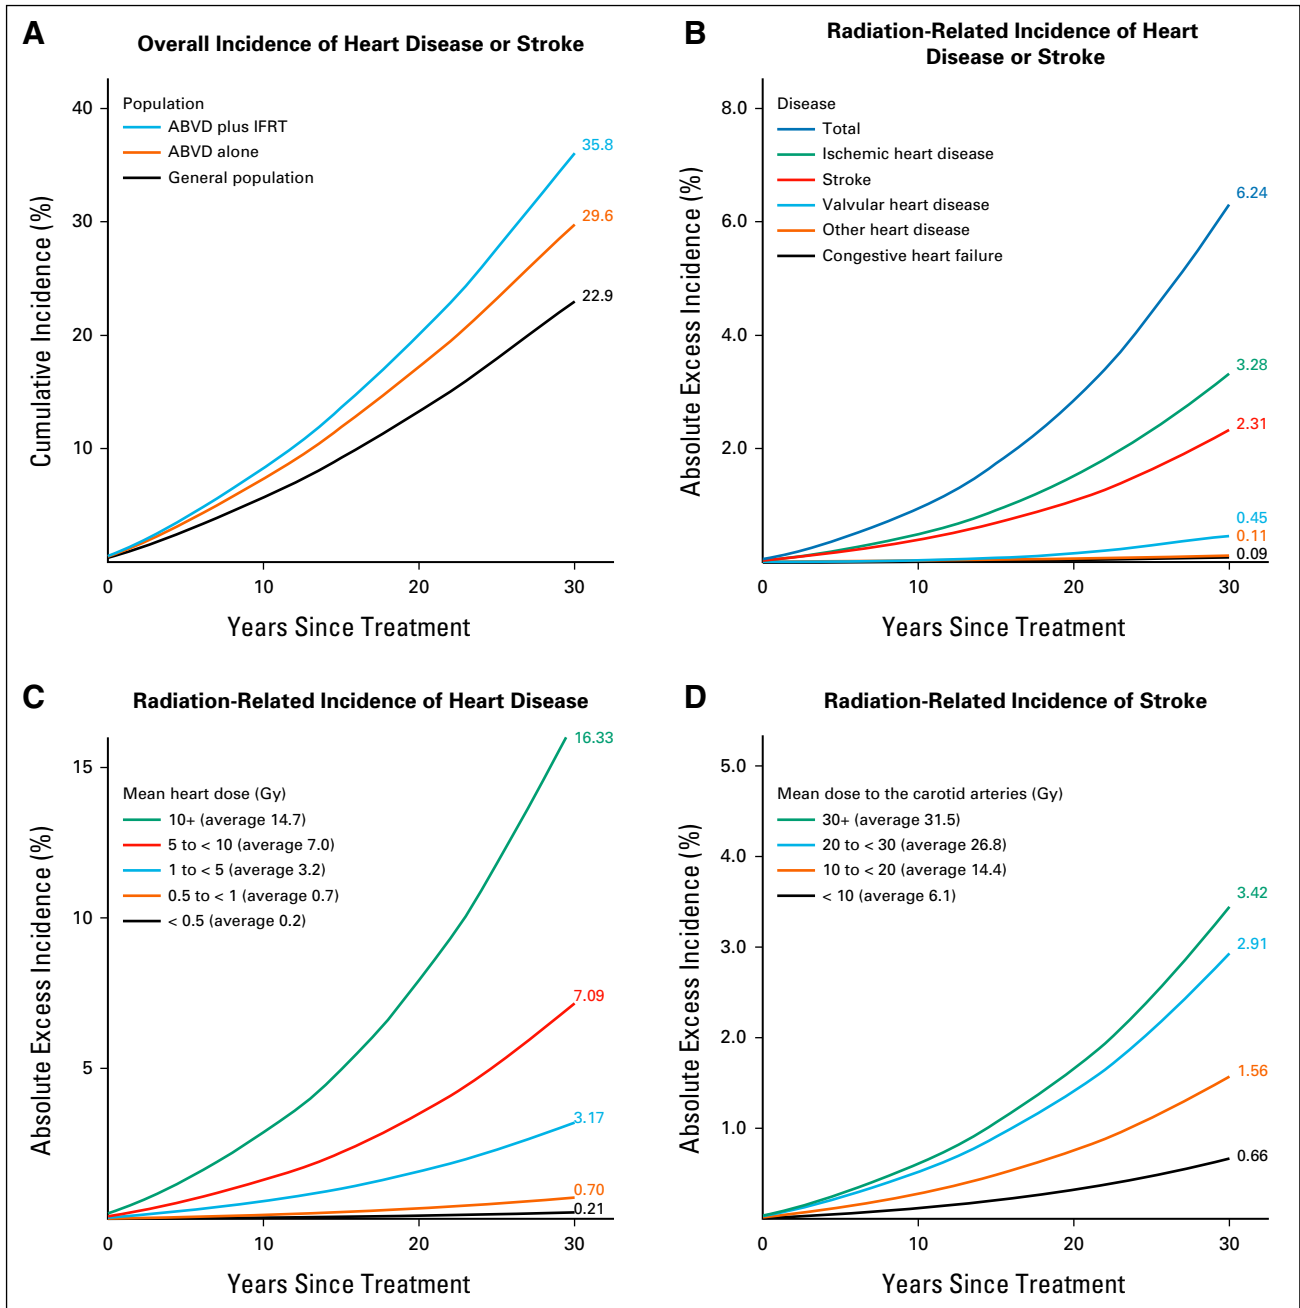 A
Overall Incidence of Heart Disease or Stroke
Cumulative Incidence (%)
40
30
20
10
Population
ABVD plus IFRT
ABVD alone
General population
35.8
29.6
22.9
0
10
20
30
Years Since Treatment
B
Radiation-Related Incidence of Heart
Disease or Stroke
Absolute Excess Incidence (%)
8.0
6.0
4.0
2.0
Disease
Total
Ischemic heart disease
Stroke
Valvular heart disease
Other heart disease
Congestive heart failure
6.24
3.28
2.31
0.45
0.11
0.09
0
10
20
30
Years Since Treatment
C
Radiation-Related Incidence of Heart Disease
Absolute Excess Incidence (%)
15
10
5
Mean heart dose (Gy)
10+ (average 14.7)
5 to < 10 (average 7.0)
1 to < 5 (average 3.2)
0.5 to < 1 (average 0.7)
< 0.5 (average 0.2)
16.33
7.09
3.17
0.70
0.21
0
10
20
30
Years Since Treatment
D
Radiation-Related Incidence of Stroke
Absolute Excess Incidence (%)
5.0
4.0
3.0
2.0
1.0
Mean dose to the carotid arteries (Gy)
30+ (average 31.5)
20 to < 30 (average 26.8)
10 to < 20 (average 14.4)
< 10 (average 6.1)
3.42
2.91
1.56
0.66
0
10
20
30
Years Since Treatment